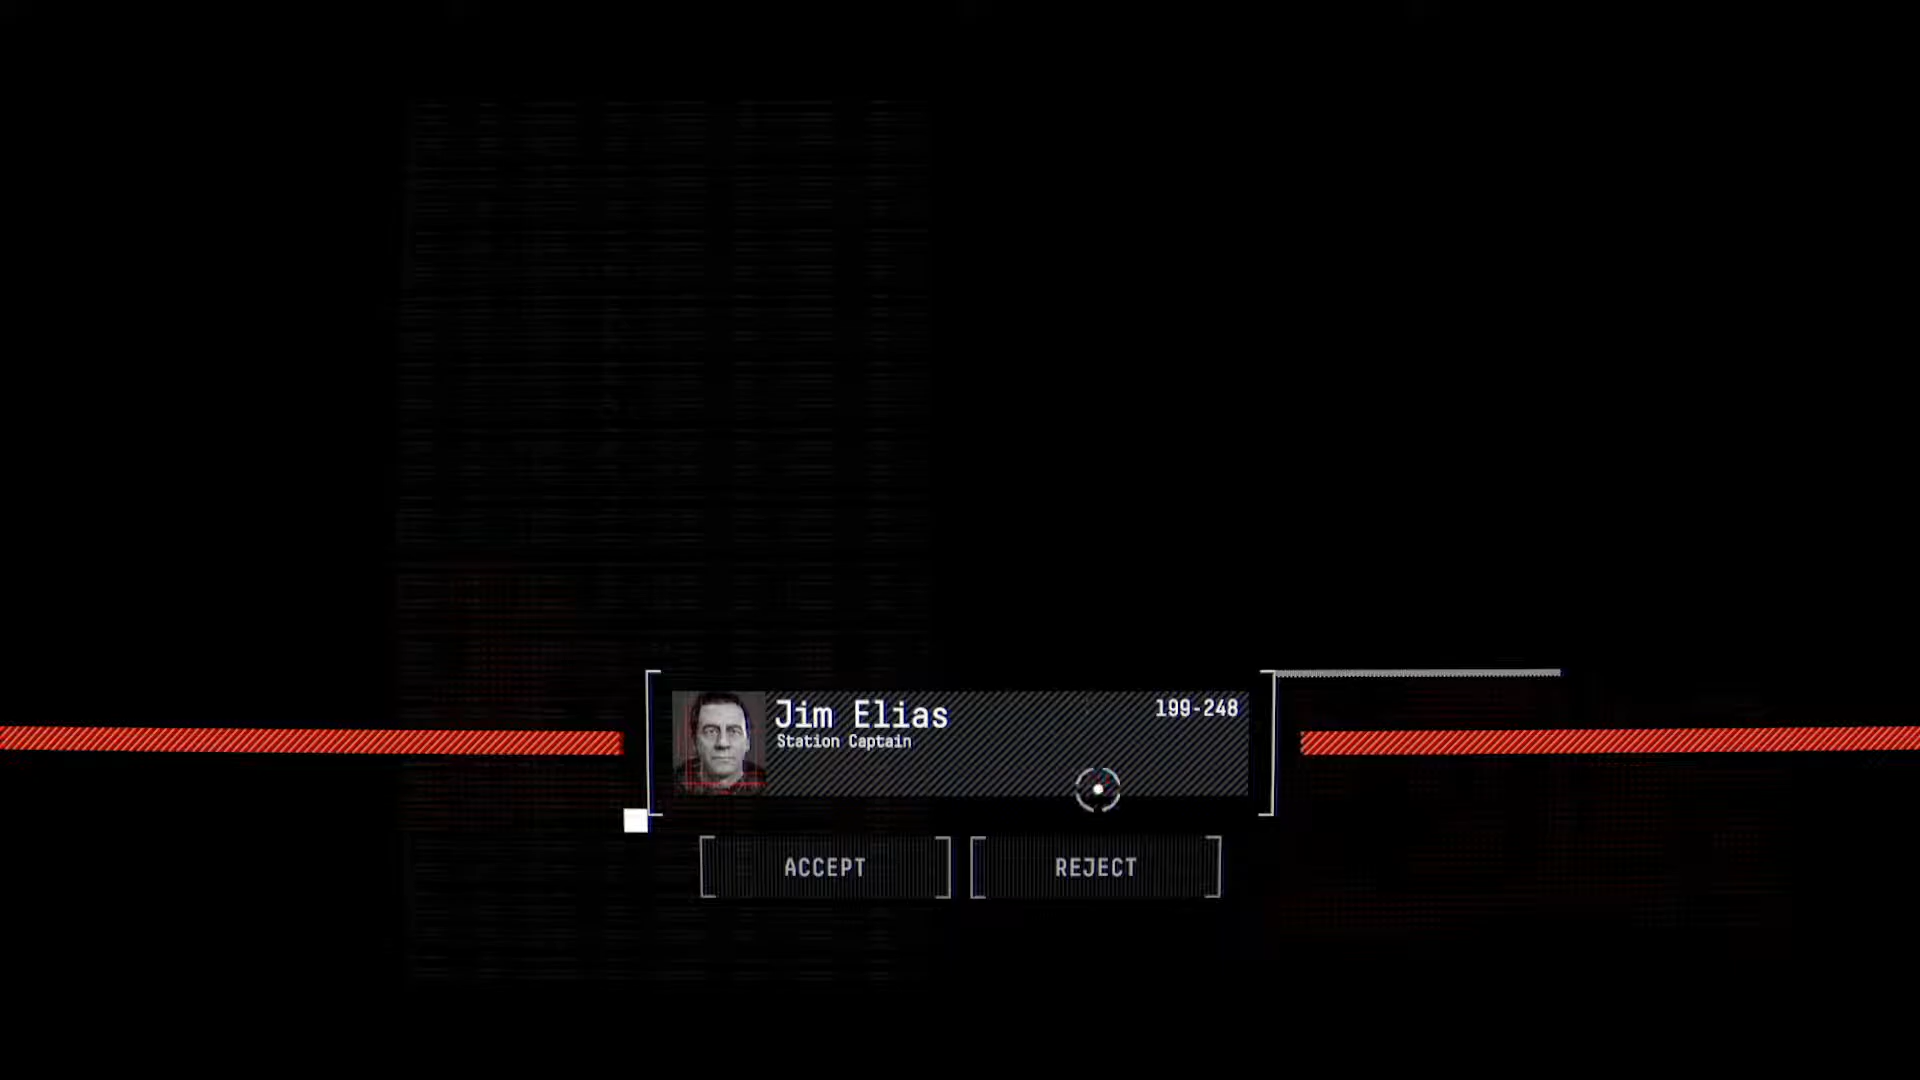 Jim Elias
199-248
Station Captain
ACCEPT
REJECT